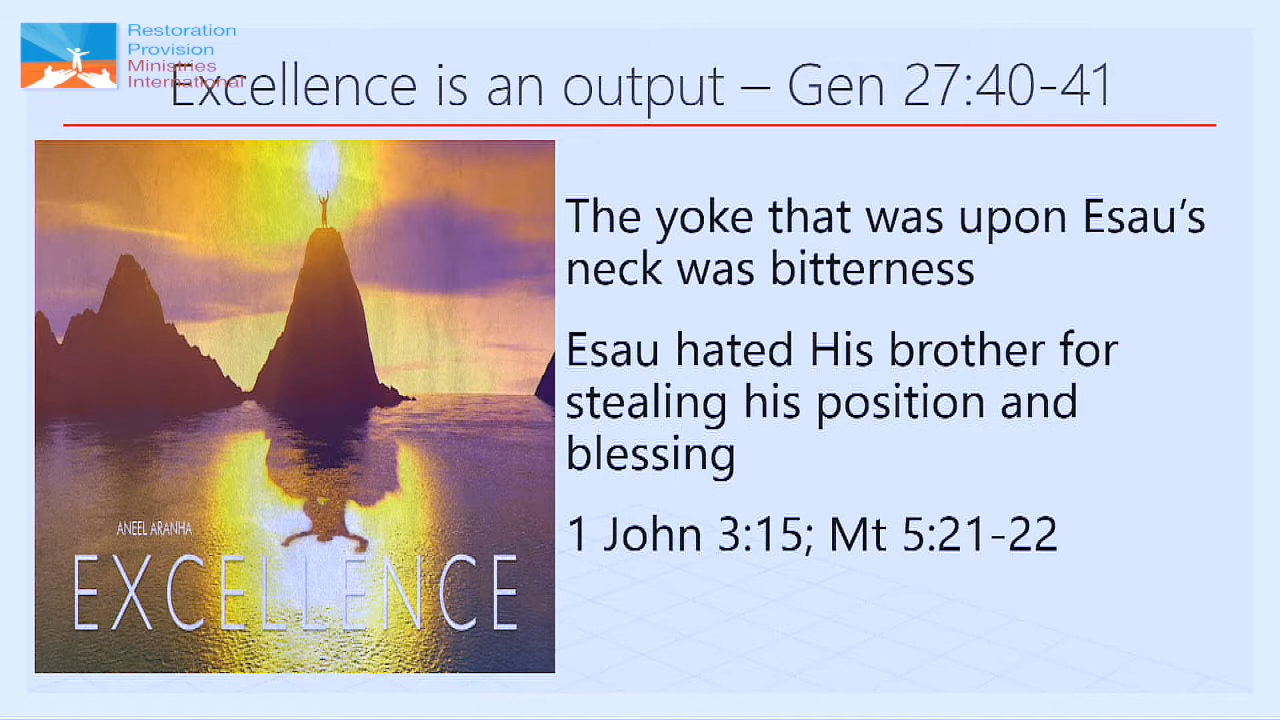 Restoration
Provision
Ministries
International
Excellence is an output – Gen 27:40-41
The yoke that was upon Esau’s
neck was bitterness
Esau hated His brother for
stealing his position and
blessing
1 John 3:15; Mt 5:21-22
ANEEL ARANHA
EXCELLENCE